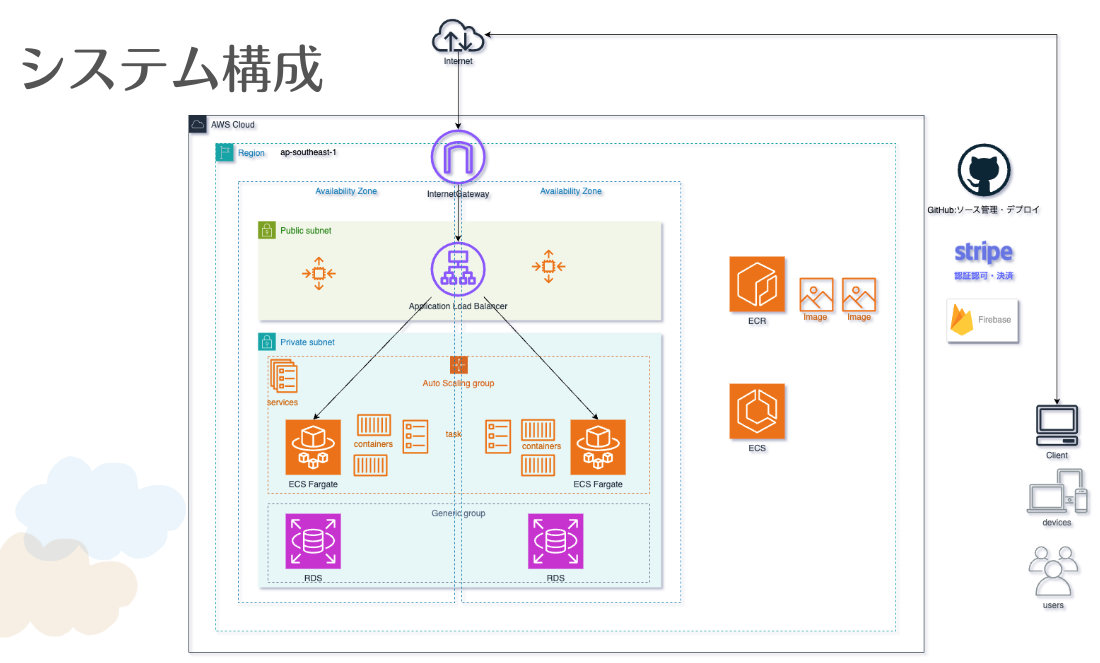 システム構成
Internet
AWS Cloud
Region
ap-southeast-1
Availability Zone
InternetGateway
Availability Zone
Public subnet
Application Load Balancer
Private subnet
Auto Scaling group
services
containers
task
containers
ECS Fargate
ECS Fargate
Generic group
RDS
RDS
ECR
Image
Image
ECS
GitHub:ソース管理・デプロイ
stripe
認証認可・決済
Firebase
Client
devices
users